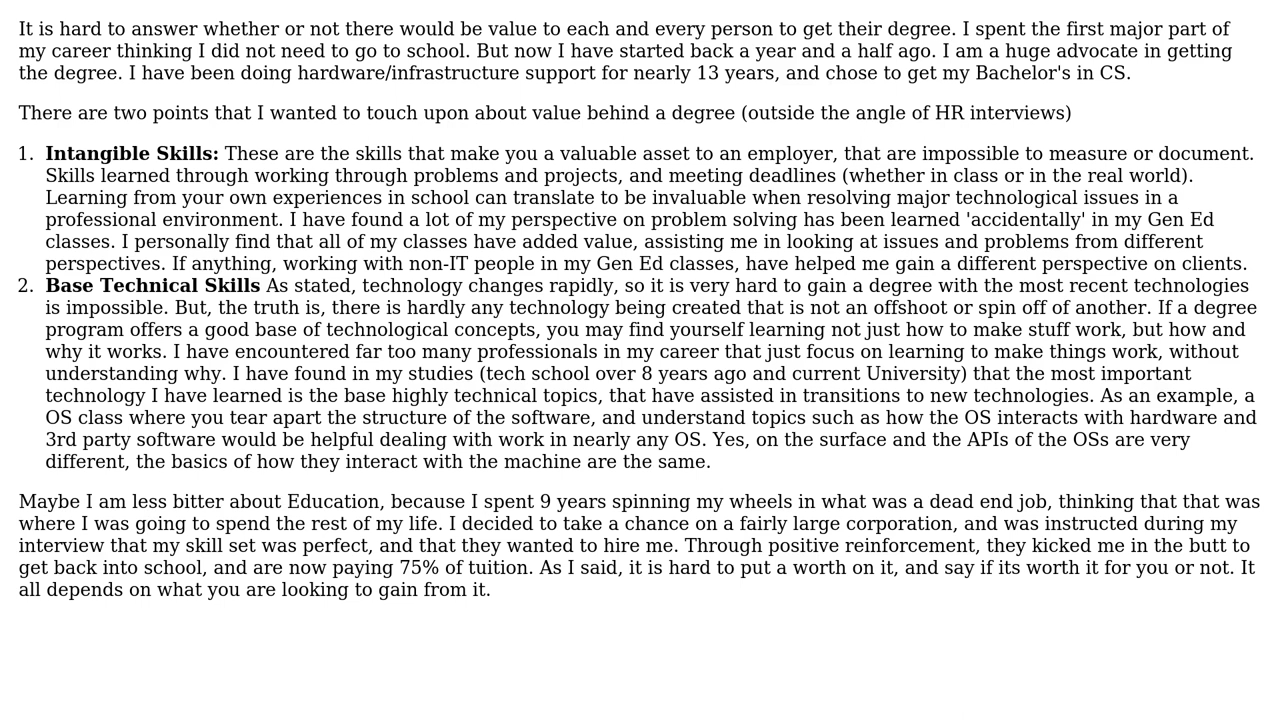 It is hard to answer whether or not there would be value to each and every person to get their degree. I spent the first major part of
my career thinking I did not need to go to school. But now I have started back a year and a half ago. I am a huge advocate in getting
the degree. I have been doing hardware/infrastructure support for nearly 13 years, and chose to get my Bachelor's in CS.
There are two points that I wanted to touch upon about value behind a degree (outside the angle of HR interviews)
1. Intangible Skills: These are the skills that make you a valuable asset to an employer, that are impossible to measure or document.
Skills learned through working through problems and projects, and meeting deadlines (whether in class or in the real world).
Learning from your own experiences in school can translate to be invaluable when resolving major technological issues in a
professional environment. I have found a lot of my perspective on problem solving has been learned 'accidentally' in my Gen Ed
classes. I personally find that all of my classes have added value, assisting me in looking at issues and problems from different
perspectives. If anything, working with non-IT people in my Gen Ed classes, have helped me gain a different perspective on clients.
2. Base Technical Skills As stated, technology changes rapidly, so it is very hard to gain a degree with the most recent technologies
is impossible. But, the truth is, there is hardly any technology being created that is not an offshoot or spin off of another. If a degree
program offers a good base of technological concepts, you may find yourself learning not just how to make stuff work, but how and
why it works. I have encountered far too many professionals in my career that just focus on learning to make things work, without
understanding why. I have found in my studies (tech school over 8 years ago and current University) that the most important
technology I have learned is the base highly technical topics, that have assisted in transitions to new technologies. As an example, a
OS class where you tear apart the structure of the software, and understand topics such as how the OS interacts with hardware and
3rd party software would be helpful dealing with work in nearly any OS. Yes, on the surface and the APIs of the OSs are very
different, the basics of how they interact with the machine are the same.
Maybe I am less bitter about Education, because I spent 9 years spinning my wheels in what was a dead end job, thinking that that was
where I was going to spend the rest of my life. I decided to take a chance on a fairly large corporation, and was instructed during my
interview that my skill set was perfect, and that they wanted to hire me. Through positive reinforcement, they kicked me in the butt to
get back into school, and are now paying 75% of tuition. As I said, it is hard to put a worth on it, and say if its worth it for you or not. It
all depends on what you are looking to gain from it.